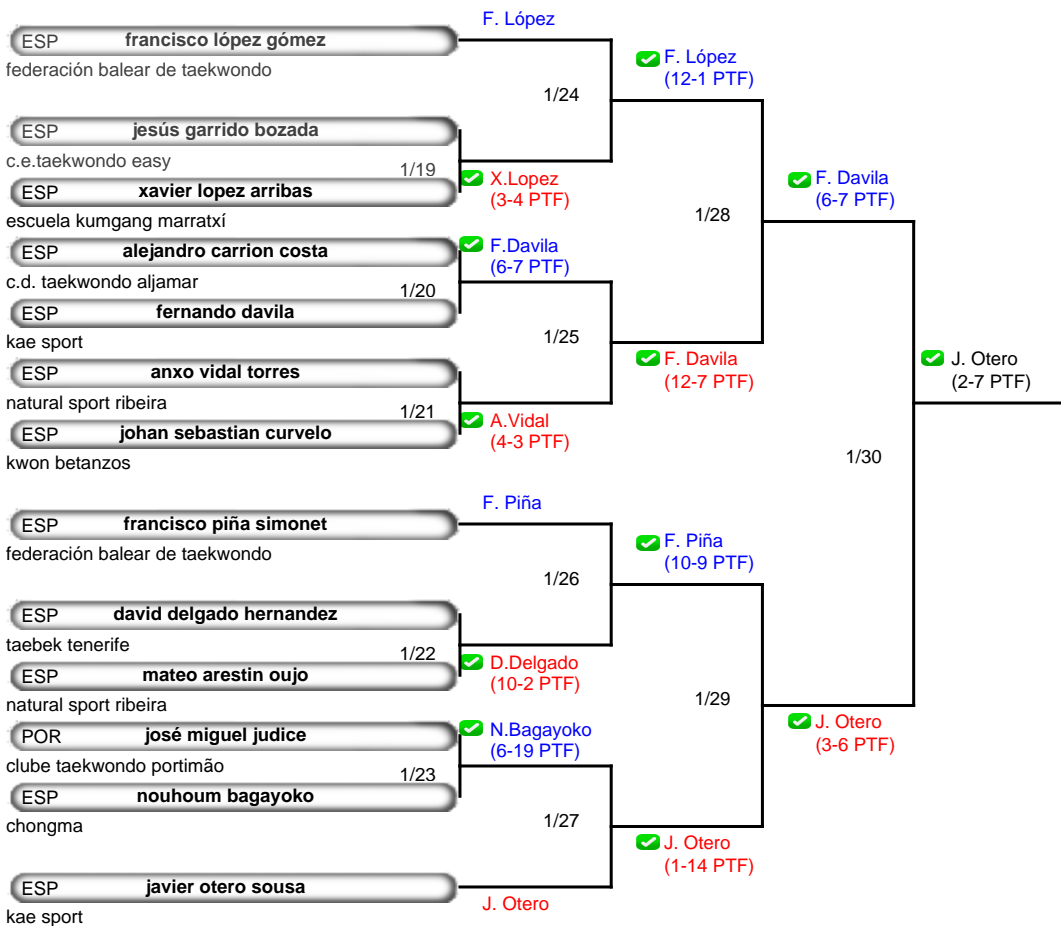 F. López
ESP francisco lópez gómez
federación balear de taekwondo
F. López
(12-1 PTF)
1/24
ESP jesús garrido bozada
c.e.taekwondo easy
1/19
ESP xavier lopez arribas
X.Lopez
(3-4 PTF)
escuela kumgang marratxí
F. Davila
(6-7 PTF)
1/28
ESP alejandro carrion costa
F.Davila
(6-7 PTF)
c.d. taekwondo aljamar
1/20
ESP fernando davila
kae sport
1/25
F. Davila
(12-7 PTF)
J. Otero
(2-7 PTF)
ESP anxo vidal torres
natural sport ribeira
1/21
ESP johan sebastian curvelo
A.Vidal
(4-3 PTF)
kwon betanzos
1/30
F. Piña
ESP francisco piña simonet
federación balear de taekwondo
F. Piña
(10-9 PTF)
1/26
ESP david delgado hernandez
taebek tenerife
1/22
ESP mateo arestin oujo
D.Delgado
(10-2 PTF)
natural sport ribeira
1/29
J. Otero
(3-6 PTF)
POR josé miguel judice
N.Bagayoko
(6-19 PTF)
clube taekwondo portimão
1/23
ESP nouhoum bagayoko
chongma
1/27
J. Otero
(1-14 PTF)
ESP javier otero sousa
J. Otero
kae sport